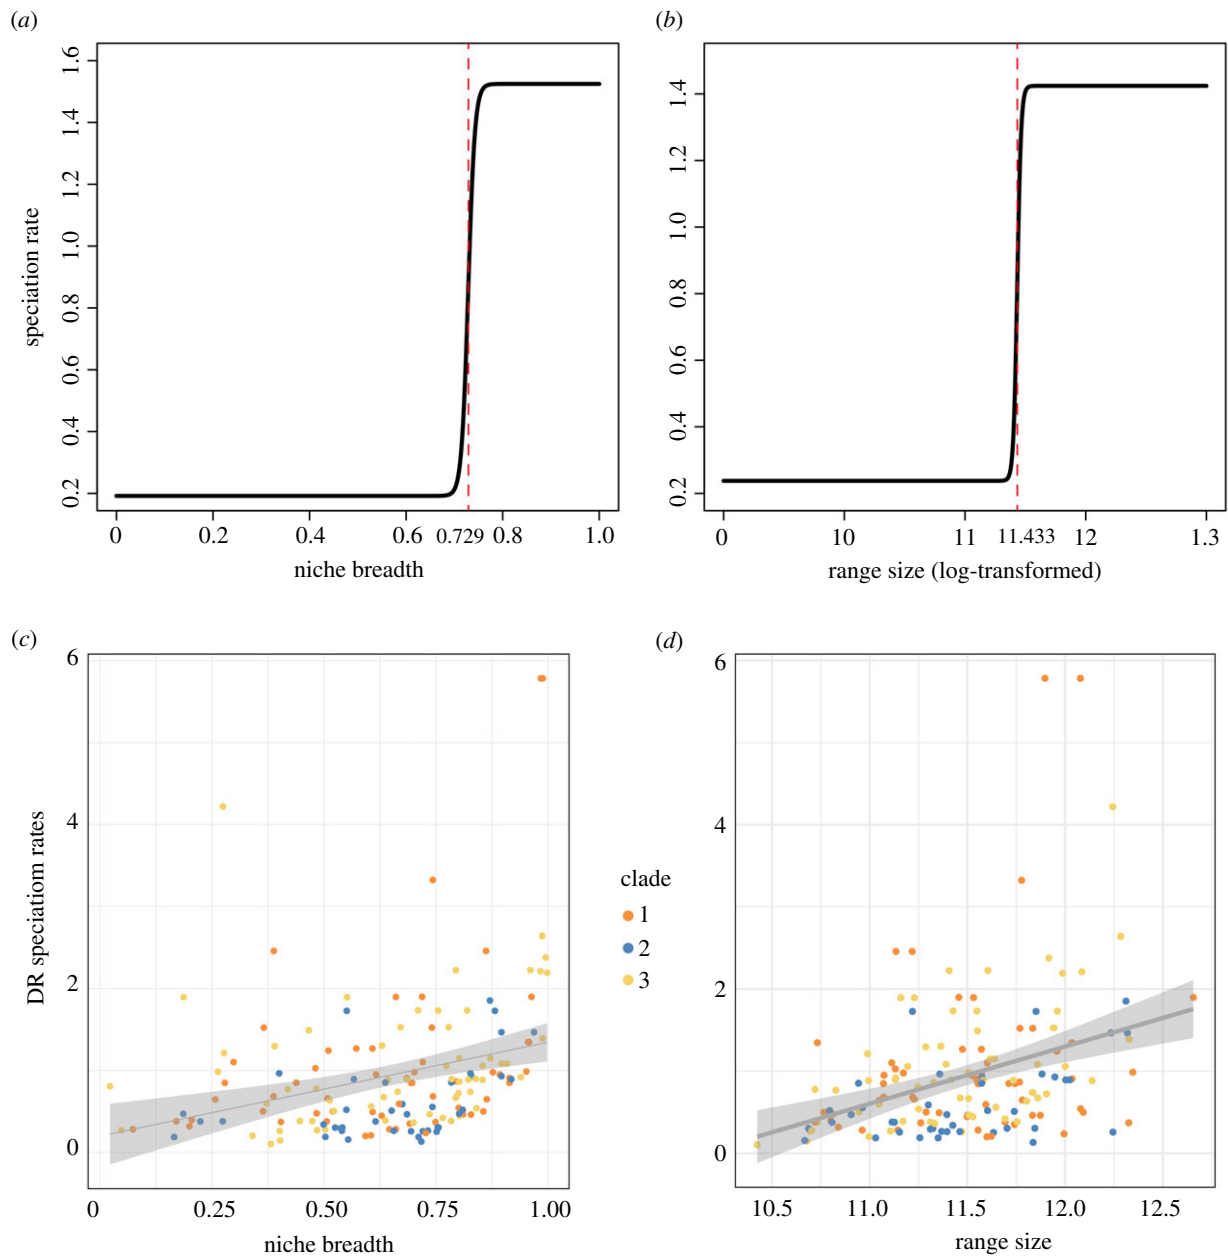 (a)
speciation rate
1.6
1.4
1.2
1.0
0.8
0.6
0.4
0.2
0 0.2 0.4 0.6 0.729 0.8 1.0
niche breadth
(b)
1.4
1.2
1.0
0.8
0.6
0.4
0.2
0 10 11 11.433 12 1.3
range size (log-transformed)
(c)
DR speciatiom rates
6
4
2
0
0 0.25 0.50 0.75 1.00
niche breadth
clade
1
2
3
(d)
6
4
2
0
10.5 11.0 11.5 12.0 12.5
range size